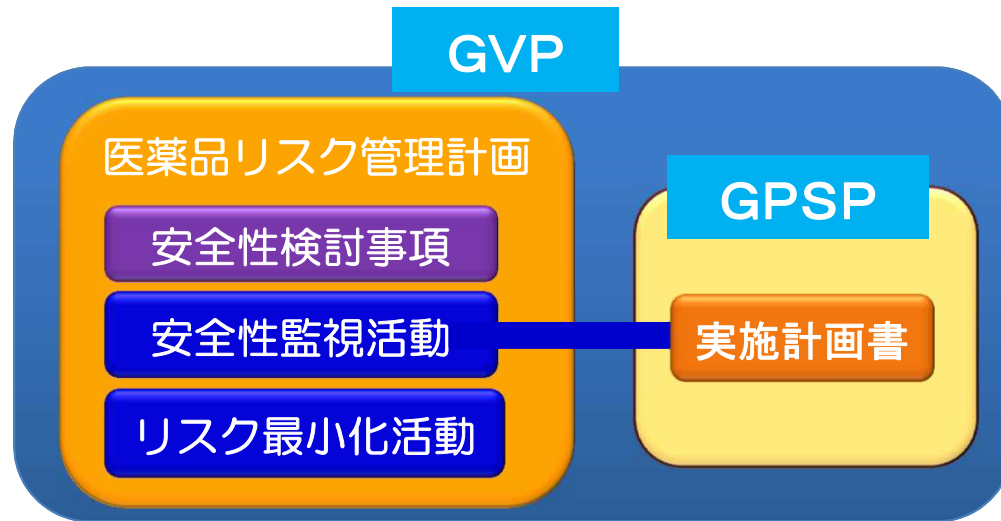 GVP
医薬品リスク管理計画
安全性検討事項
安全性監視活動
リスク最小化活動
GPSP
実施計画書